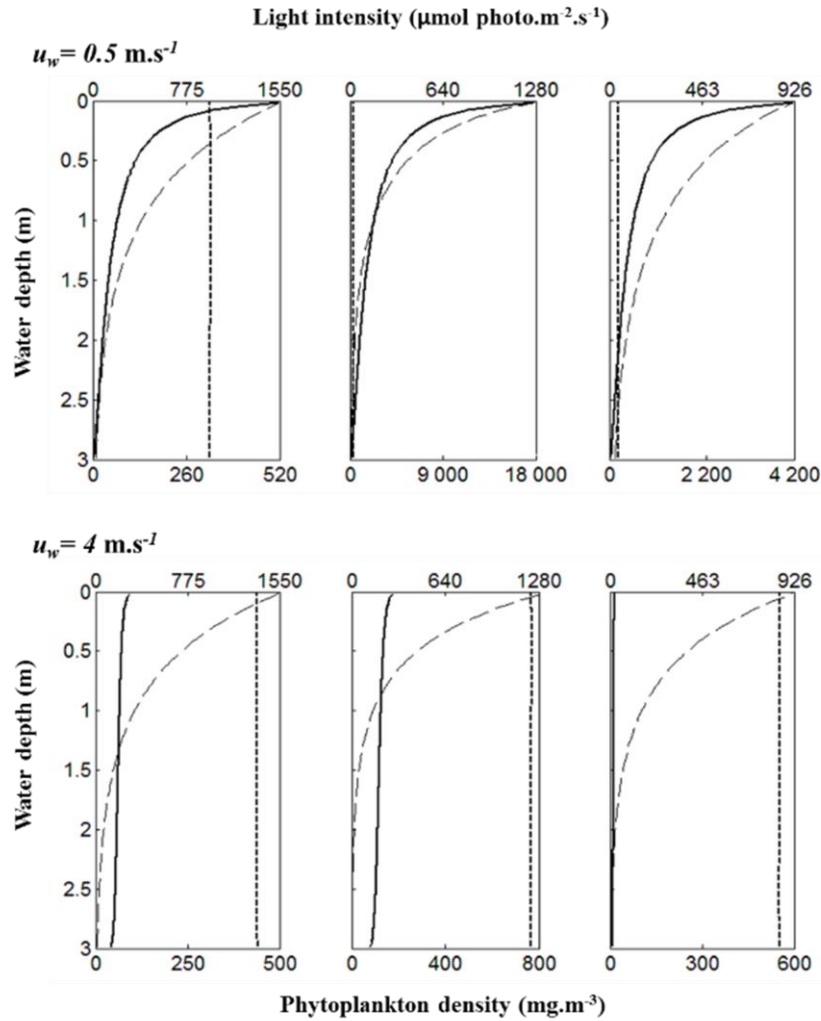 Light intensity (µmol photo.m⁻².s⁻¹)
u_w= 0.5 m.s⁻¹
0 775 1550 0 640 1280 0 463 926
0
0.5
1
1.5
2
2.5
3
Water depth (m)
0 260 520 0 9 000 18 000 0 2 200 4 200
u_w= 4 m.s⁻¹
0 775 1550 0 640 1280 0 463 926
0
0.5
1
1.5
2
2.5
3
Water depth (m)
0 250 500 0 400 800 0 300 600
Phytoplankton density (mg.m⁻³)